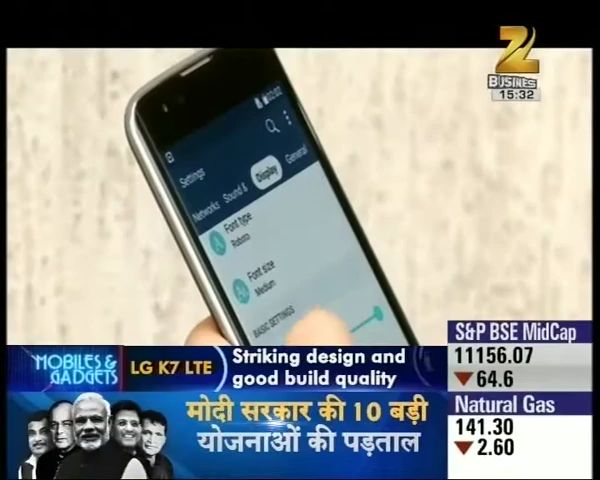 Z
BUSINESS
15:32
Settings
Networks Sound & Display General
Font type
Roboto
Font size
Medium
BASIC SETTINGS
S&P BSE MidCap
11156.07
64.6
Natural Gas
141.30
2.60
MOBILES &
GADGETS
LG K7 LTE
Striking design and
good build quality
मोदी सरकार की 10 बड़ी
योजनाओं की पड़ताल